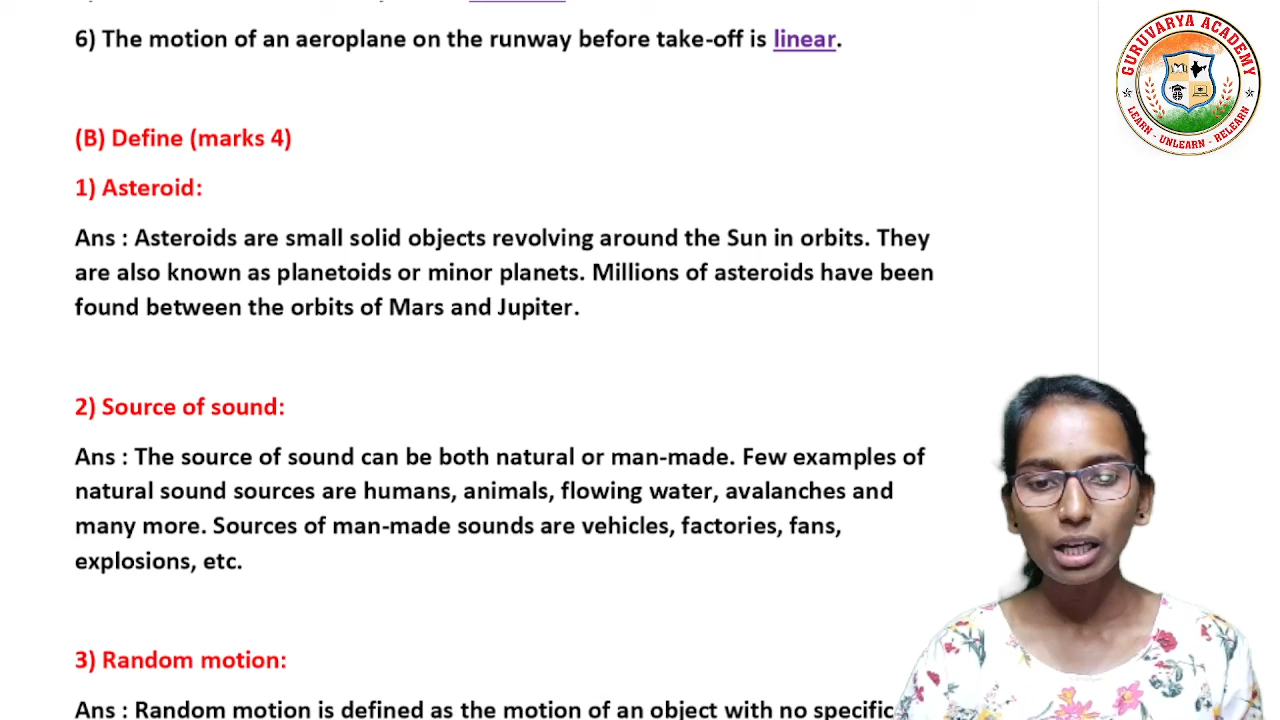 6) The motion of an aeroplane on the runway before take-off is linear.
(B) Define (marks 4)
1) Asteroid:
Ans : Asteroids are small solid objects revolving around the Sun in orbits. They
are also known as planetoids or minor planets. Millions of asteroids have been
found between the orbits of Mars and Jupiter.
2) Source of sound:
Ans : The source of sound can be both natural or man-made. Few examples of
natural sound sources are humans, animals, flowing water, avalanches and
many more. Sources of man-made sounds are vehicles, factories, fans,
explosions, etc.
3) Random motion:
Ans : Random motion is defined as the motion of an object with no specific
GURUVARYA ACADEMY
LEARN - UNLEARN - RELEARN